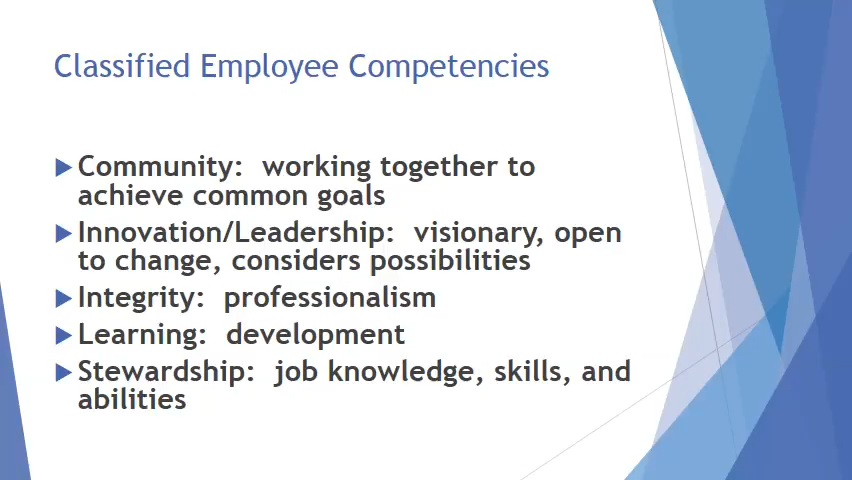 Classified Employee Competencies
Community:  working together to
achieve common goals
Innovation/Leadership:  visionary, open
to change, considers possibilities
Integrity:  professionalism
Learning:  development
Stewardship:  job knowledge, skills, and
abilities